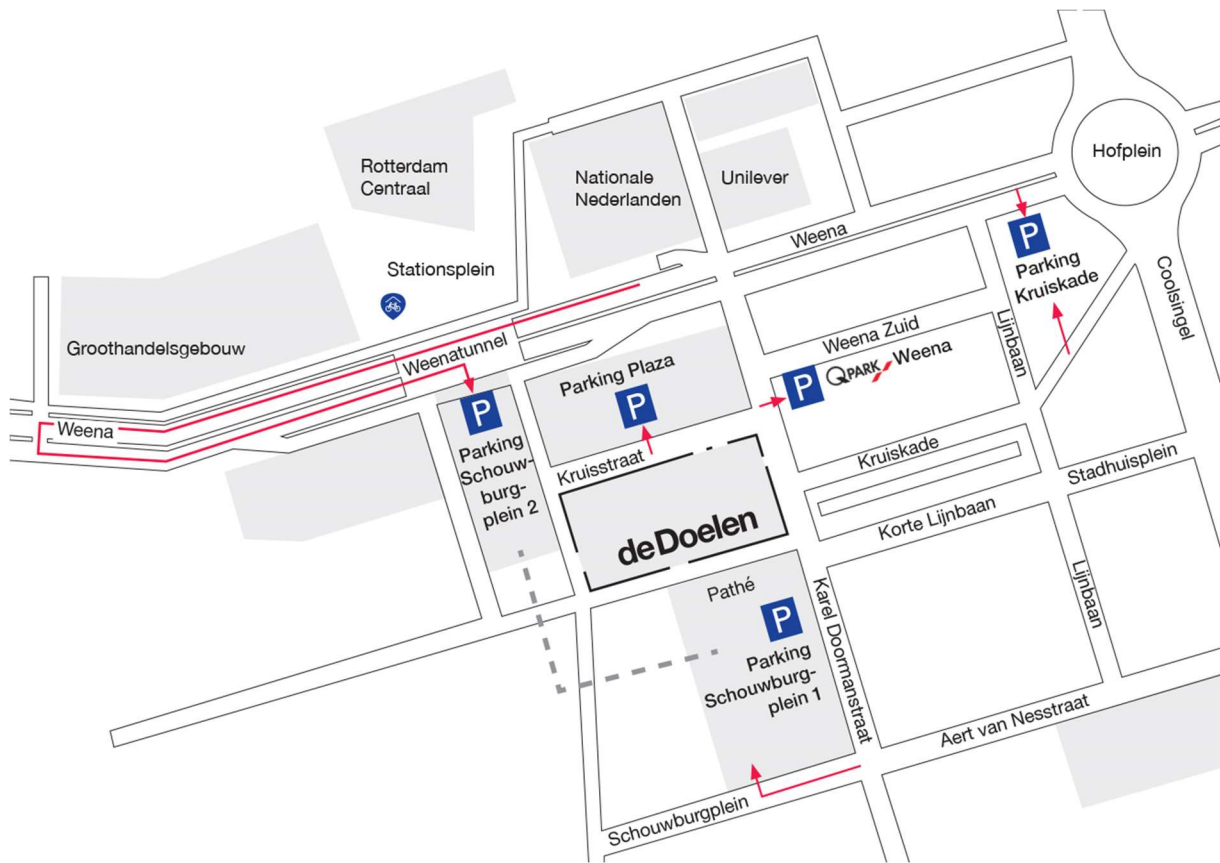 Rotterdam
Centraal
Nationale
Nederlanden
Unilever
Hofplein
Weena
Stationsplein
P
Parking
Kruiskade
Coolsingel
Groothandelsgebouw
Weenatunnel
Weena Zuid
Lijnbaan
Parking Plaza
P
P
QPARK Weena
Weena
P
Parking
Schouw-
burg-
plein 2
Kruisstraat
Kruiskade
Stadhuisplein
deDoelen
Korte Lijnbaan
Pathé
P
Parking
Schouwburg-
plein 1
Karel Doormanstraat
Lijnbaan
Aert van Nesstraat
Schouwburgplein